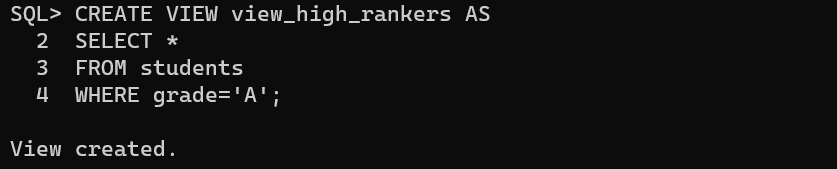 SQL> CREATE VIEW view_high_rankers AS
  2  SELECT *
  3  FROM students
  4  WHERE grade='A';

View created.